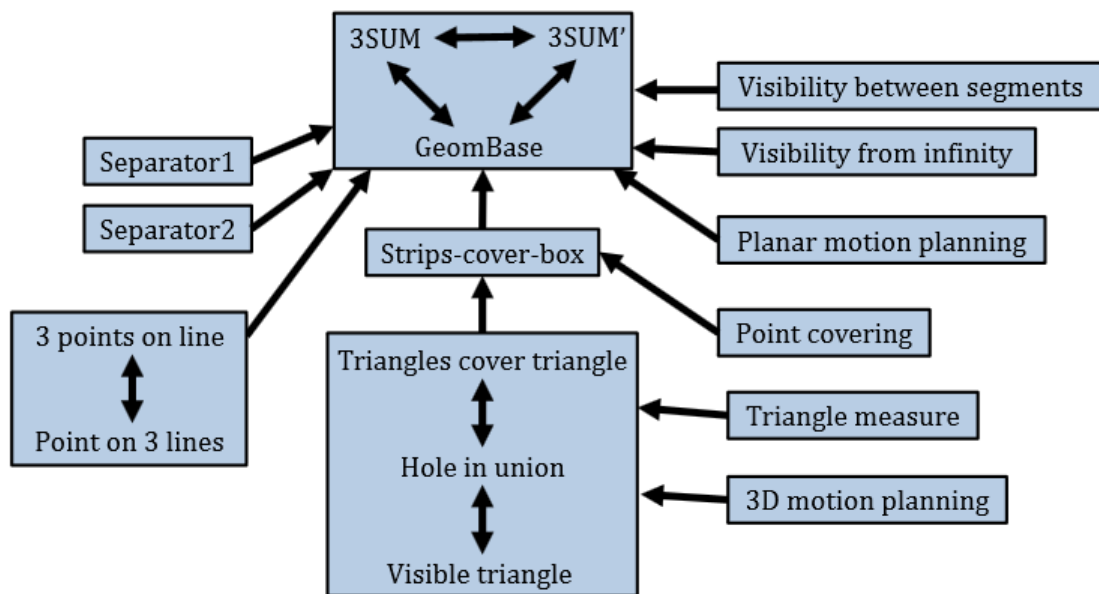 3SUM
3SUM’
GeomBase
Visibility between segments
Visibility from infinity
Separator1
Separator2
Planar motion planning
Strips-cover-box
3 points on line
Point on 3 lines
Point covering
Triangles cover triangle
Hole in union
Visible triangle
Triangle measure
3D motion planning